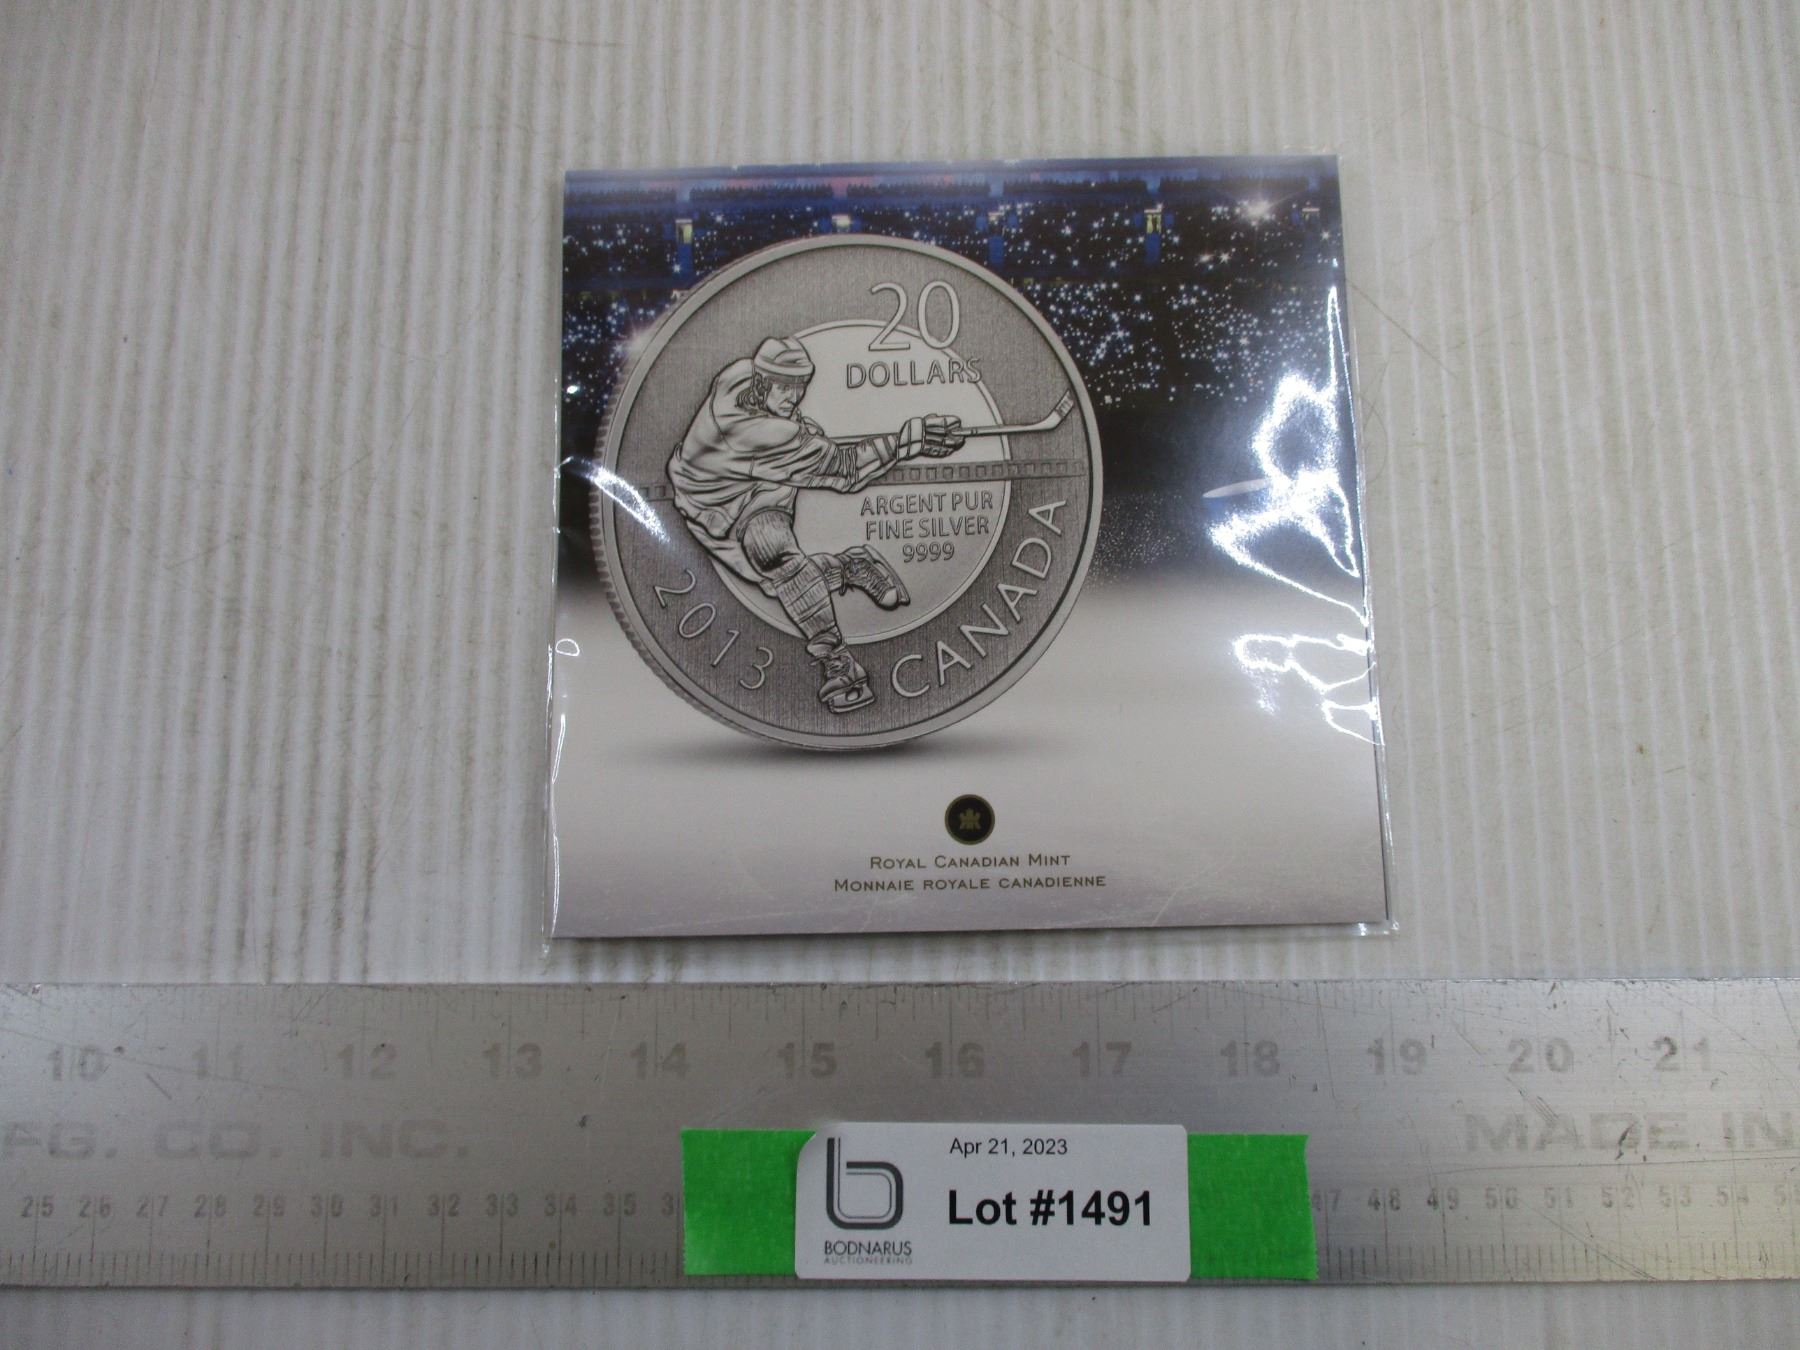 20
DOLLARS
ARGENT PUR
FINE SILVER
9999
2013
CANADA
ROYAL CANADIAN MINT
MONNAIE ROYALE CANADIENNE
10 11 12 13 14 15 16 17 18 19 20 21
FG. CO. INC.
MADE IN
25 26 27 28 29 30 31 32 33 34 35 3
47 48 49 50 51 52 53 54 5
Apr 21, 2023
Lot #1491
BODNARUS
AUCTIONEERING